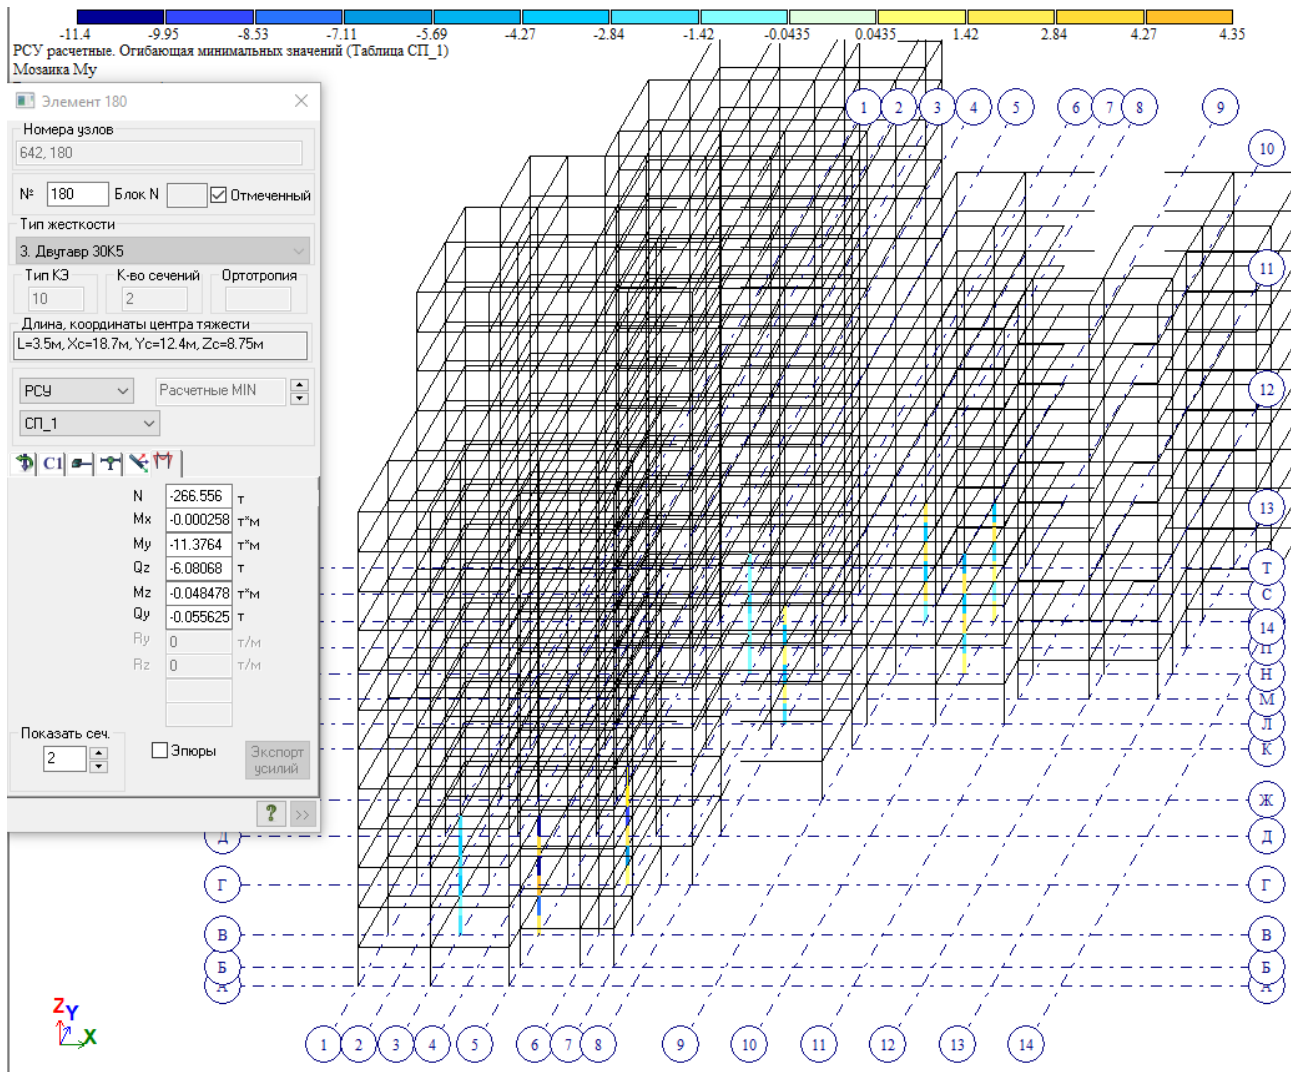 -11.4 -9.95 -8.53 -7.11 -5.69 -4.27 -2.84 -1.42 -0.0435 0.0435 1.42 2.84 4.27 4.35
РСУ расчетные. Огибающая минимальных значений (Таблица СП_1)
Мозаика My
Элемент 180
Номера узлов
642, 180
№ 180 Блок N Отмеченный
Тип жесткости
3. Двутавр 30К5
Тип КЭ К-во сечений Ортотропия
10 2
Длина, координаты центра тяжести
L=3.5м, Xc=18.7м, Yc=12.4м, Zc=8.75м
РСУ Расчетные MIN
СП_1
C1
N -266.556 т
Mx -0.000258 т*м
My -11.3764 т*м
Qz -6.08068 т
Mz -0.048478 т*м
Qy -0.055625 т
Ry 0 т/м
Rz 0 т/м
Показать сеч.
2 Эпюры Экспорт усилий
? >>
1 2 3 4 5 6 7 8 9
10
11
12
13
Т
С
14
П
Н
М
Л
К
Ж
Д Д
Г Г
В В
Б Б
А А
Z Y X
1 2 3 4 5 6 7 8 9 10 11 12 13 14